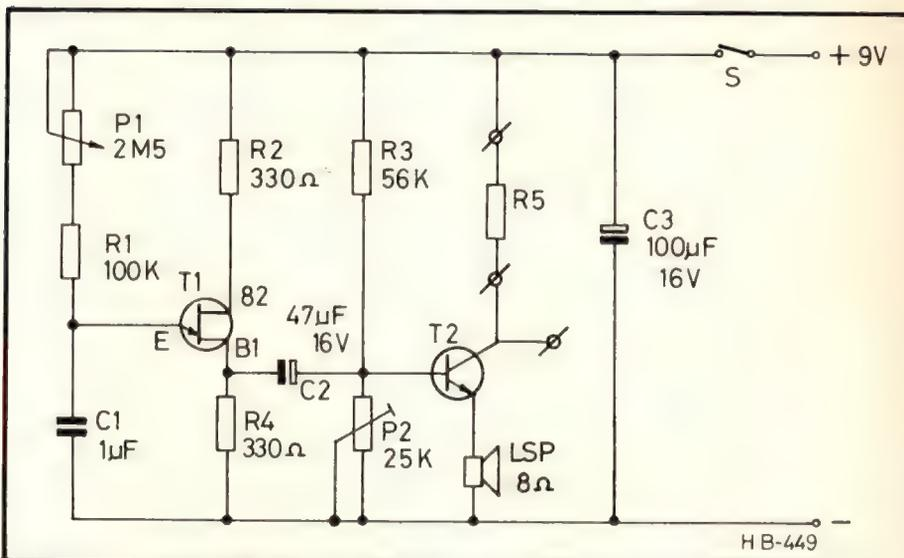 + 9V
S
P1
2M5
R2
330Ω
R3
56K
R5
C3
100μF
16V
R1
100K
T1
82
E
B1
47μF
16V
C2
T2
C1
1μF
R4
330Ω
P2
25K
LSP
8Ω
-
HB-449